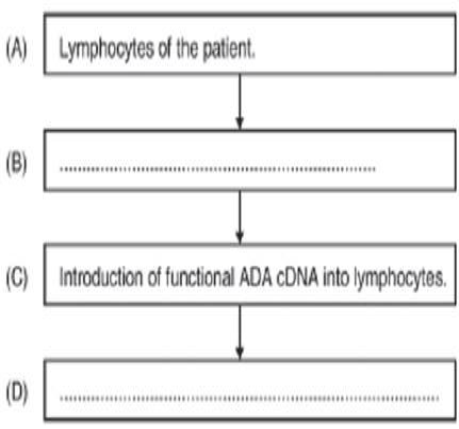 (A) Lymphocytes of the patient.
(B) ................................................................
(C) Introduction of functional ADA cDNA into lymphocytes.
(D) ................................................................